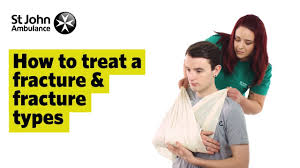 St John
Ambulance
How to treat a
fracture &
fracture
types